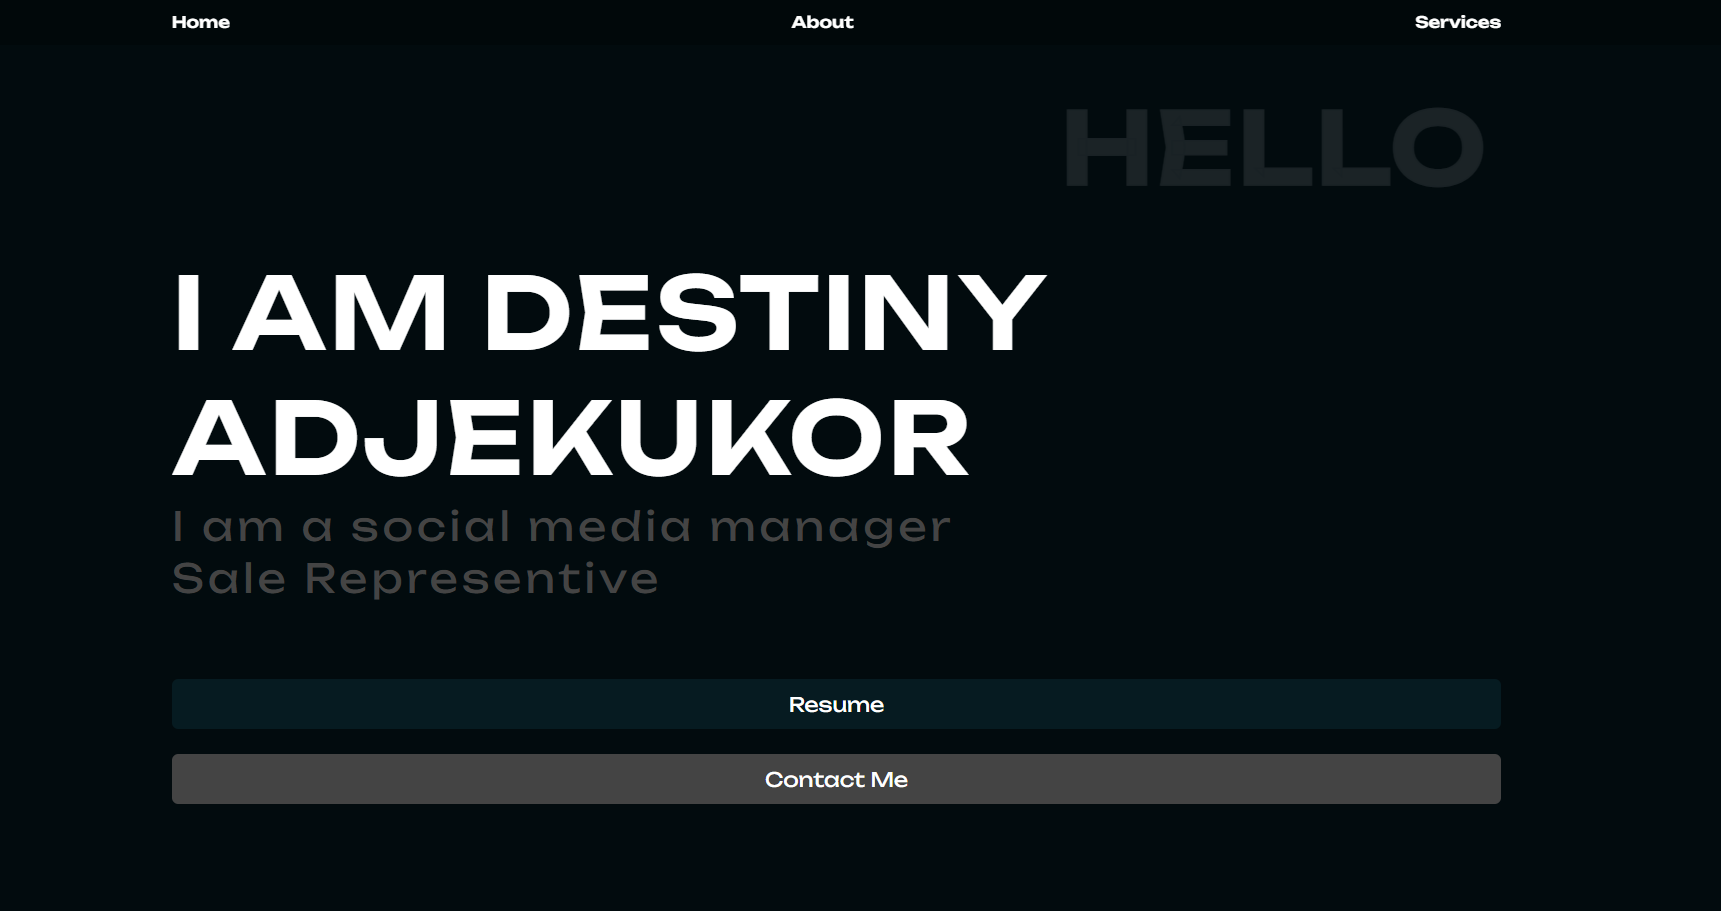 Home About Services
HELLO
I AM DESTINY
ADJEKUKOR
I am a social media manager
Sale Representive
Resume
Contact Me